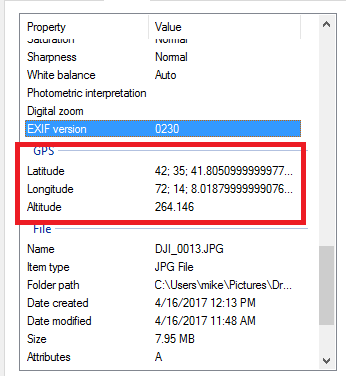 Property Value
Saturation Normal
Sharpness Normal
White balance Auto
Photometric interpretation
Digital zoom
EXIF version 0230
GPS
Latitude 42; 35; 41.8050999999977...
Longitude 72; 14; 8.01879999999076...
Altitude 264.146
File
Name DJI_0013.JPG
Item type JPG File
Folder path C:\Users\mike\Pictures\Dr...
Date created 4/16/2017 12:13 PM
Date modified 4/16/2017 11:48 AM
Size 7.95 MB
Attributes A